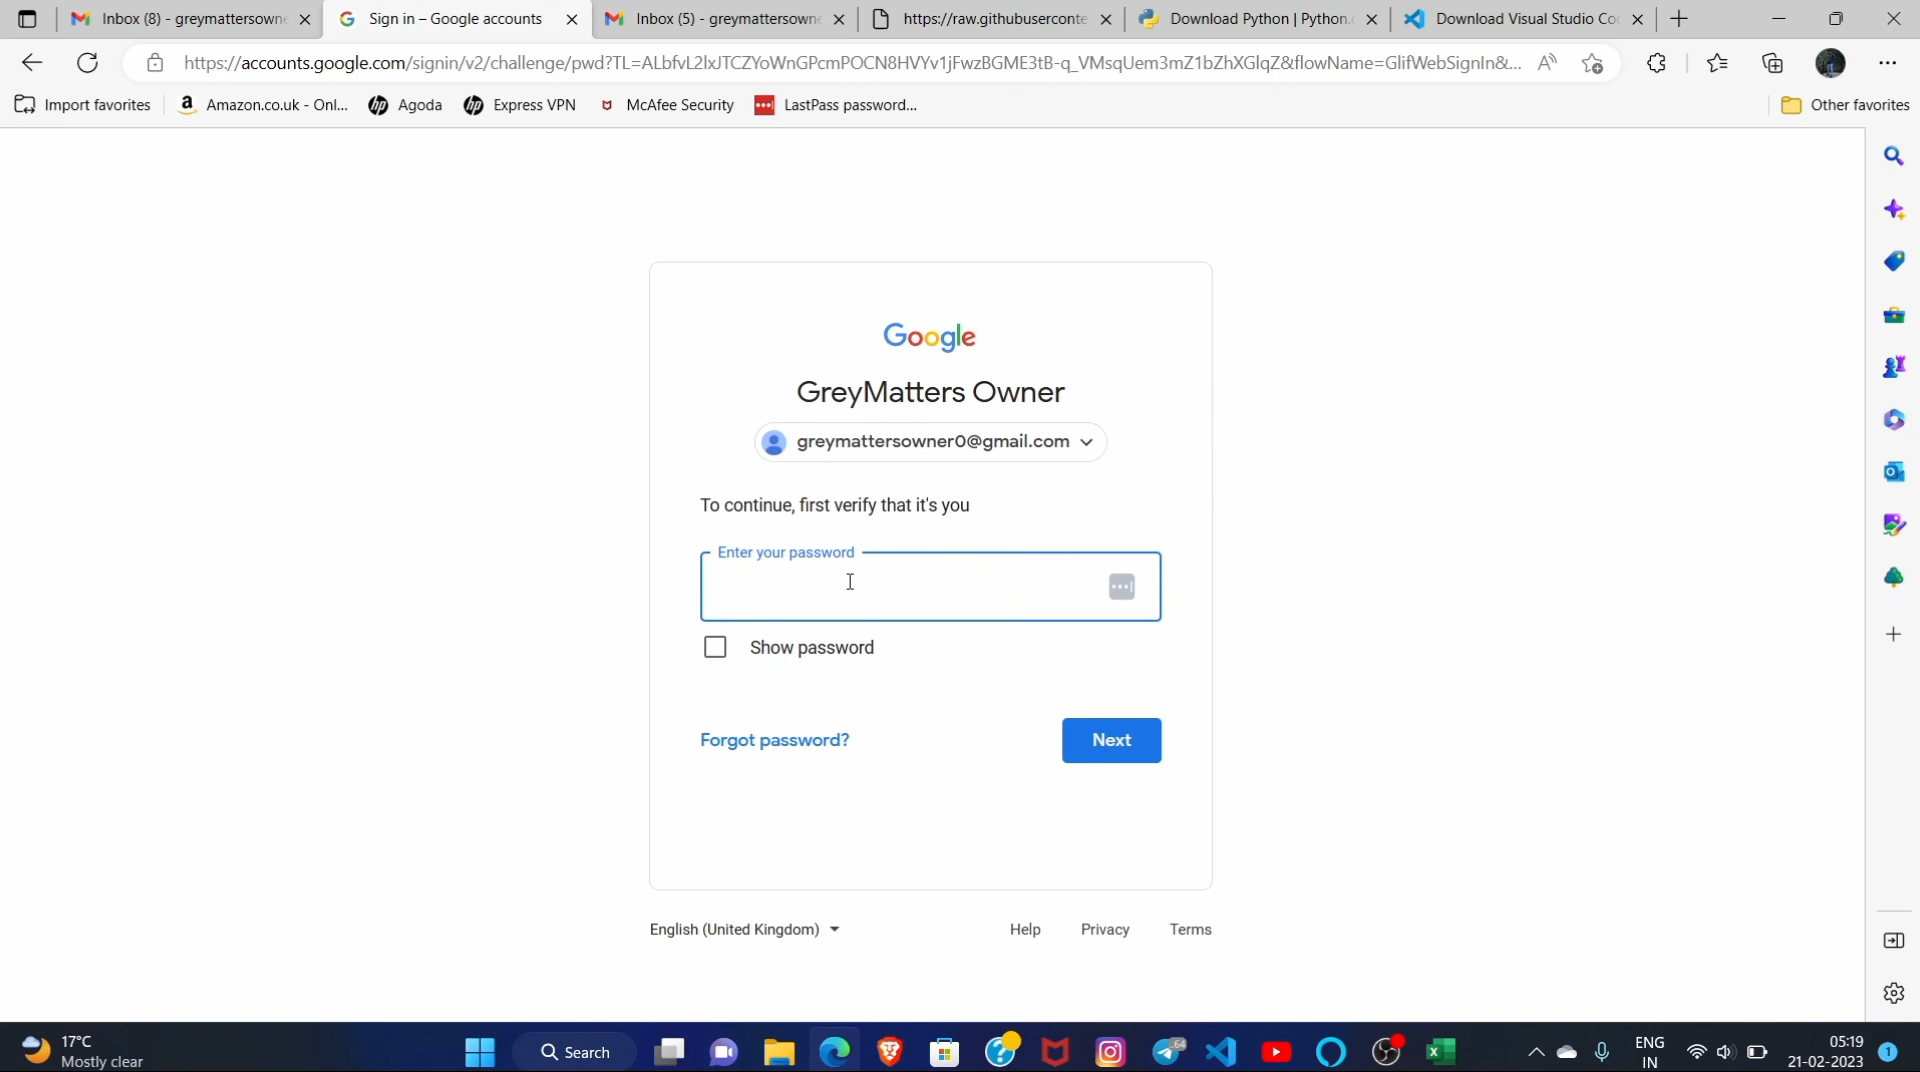 Inbox (8) - greymattersowne
Sign in – Google accounts
Inbox (5) - greymattersowne
https://raw.githubuserconte
Download Python | Python.
Download Visual Studio Co
https://accounts.google.com/signin/v2/challenge/pwd?TL=ALbfvL2lxJTCZYoWnGPcmPOCN8HVYv1jFwzBGME3tB-q_VMsqUem3mZ1bZhXGlqZ&flowName=GlifWebSignIn&...
Import favorites
Amazon.co.uk - Onl...
Agoda
Express VPN
McAfee Security
LastPass password...
Other favorites
Google
GreyMatters Owner
greymattersowner0@gmail.com
To continue, first verify that it's you
Enter your password
Show password
Forgot password?
Next
English (United Kingdom)
Help
Privacy
Terms
17°C
Mostly clear
Search
64
ENG
IN
05:19
21-02-2023
1